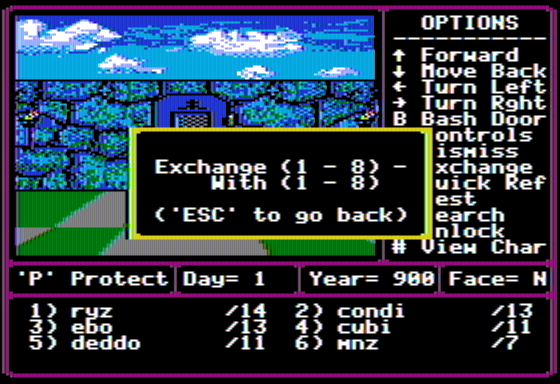 OPTIONS
------------
↑ Forward
↓ Move Back
← Turn Left
→ Turn Rght
B Bash Door
ontrols
ismiss
xchange
uick Ref
est
earch
nlock
# View Char
Exchange (1 - 8) -
With (1 - 8)
('ESC' to go back)
'P' Protect
Day= 1
Year= 900
Face= N
1) ryz /14 2) condi /13
3) ebo /13 4) cubi /11
5) deddo /11 6) mnz /7